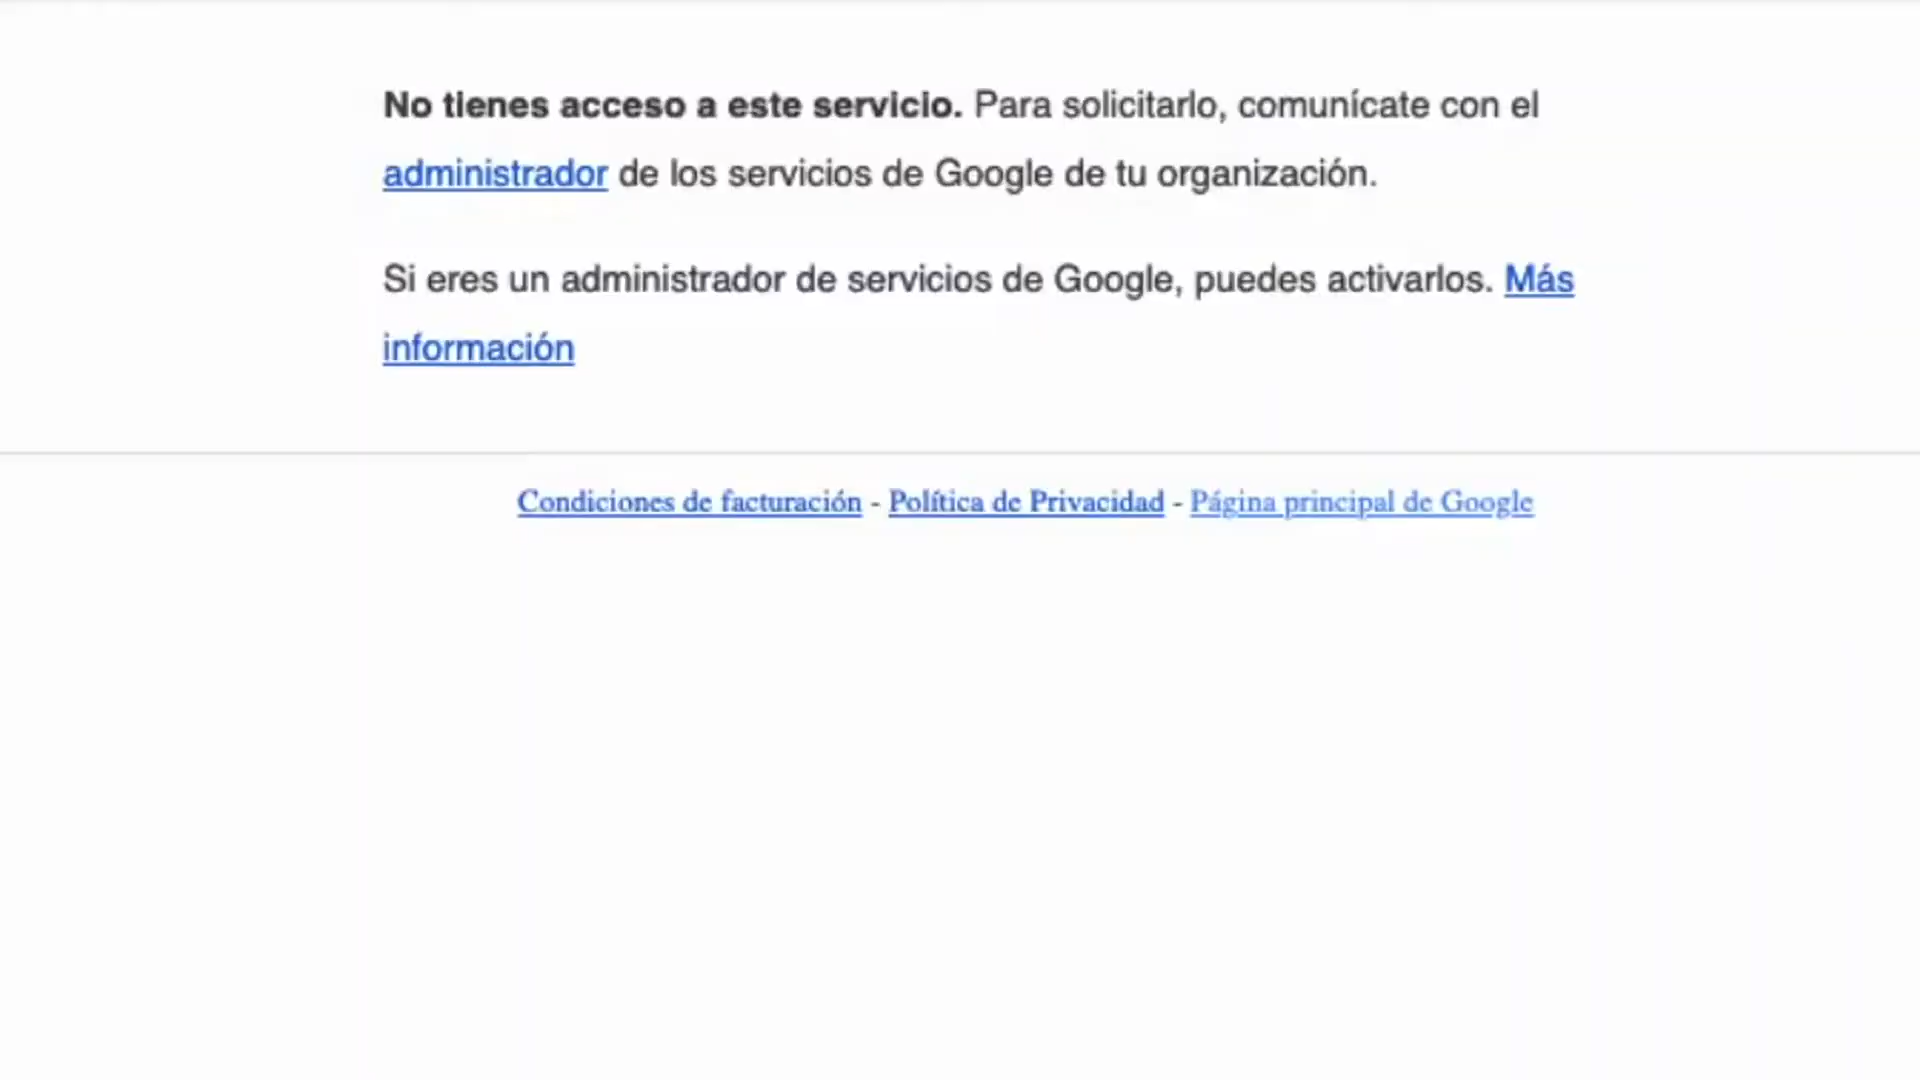 No tienes acceso a este servicio. Para solicitarlo, comunícate con el
administrador de los servicios de Google de tu organización.
Si eres un administrador de servicios de Google, puedes activarlos. Más
información
Condiciones de facturación - Política de Privacidad - Página principal de Google